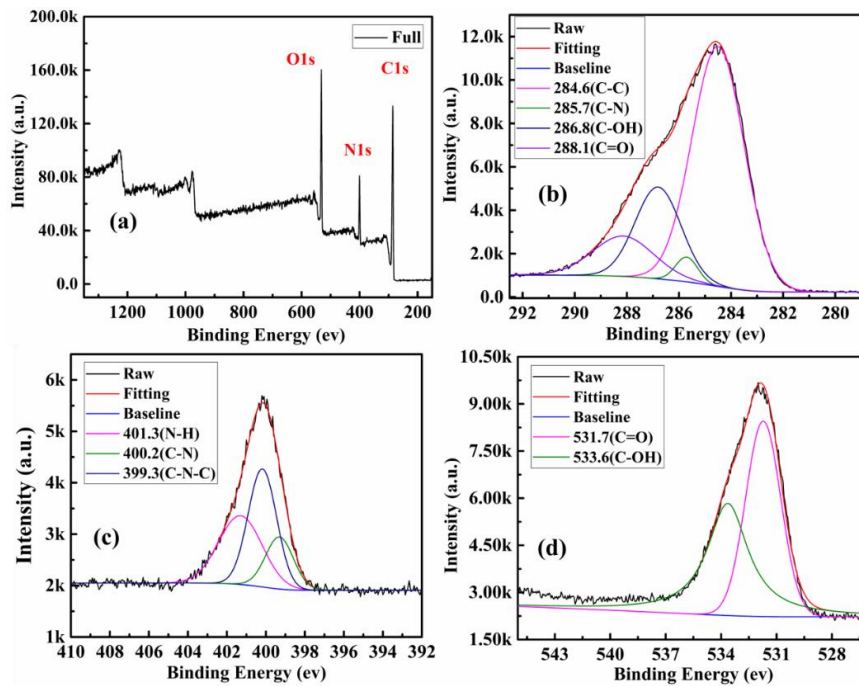 200.0k
160.0k
120.0k
80.0k
40.0k
0.0
Full
O1s
C1s
N1s
(a)
1200 1000 800 600 400 200
Binding Energy (ev)
Intensity (a.u.)
12.0k
10.0k
8.0k
6.0k
4.0k
2.0k
0.0
Raw
Fitting
Baseline
284.6(C-C)
285.7(C-N)
286.8(C-OH)
288.1(C=O)
(b)
292 290 288 286 284 282 280
Binding Energy (ev)
Intensity (a.u.)
6k
5k
4k
3k
2k
1k
Raw
Fitting
Baseline
401.3(N-H)
400.2(C-N)
399.3(C-N-C)
(c)
410 408 406 404 402 400 398 396 394 392
Binding Energy (ev)
Intensity (a.u.)
10.50k
9.00k
7.50k
6.00k
4.50k
3.00k
1.50k
Raw
Fitting
Baseline
531.7(C=O)
533.6(C-OH)
(d)
543 540 537 534 531 528
Binding Energy (ev)
Intensity (a.u.)